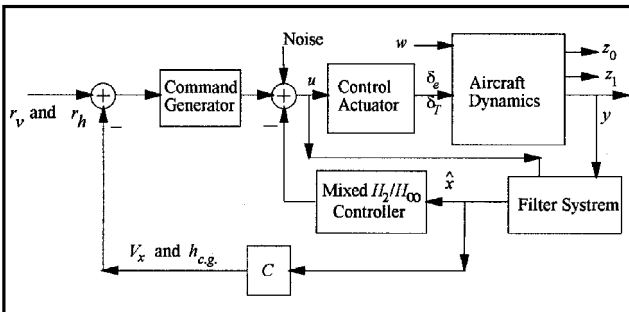 Noise
r_v and r_h
+
−
Command
Generator
+
−
u
Control
Actuator
δ_e
δ_T
w
Aircraft
Dynamics
z_0
z_1
y
Mixed H_2/H_∞
Controller
x̂
Filter Systrem
V_x and h_c.g.
C